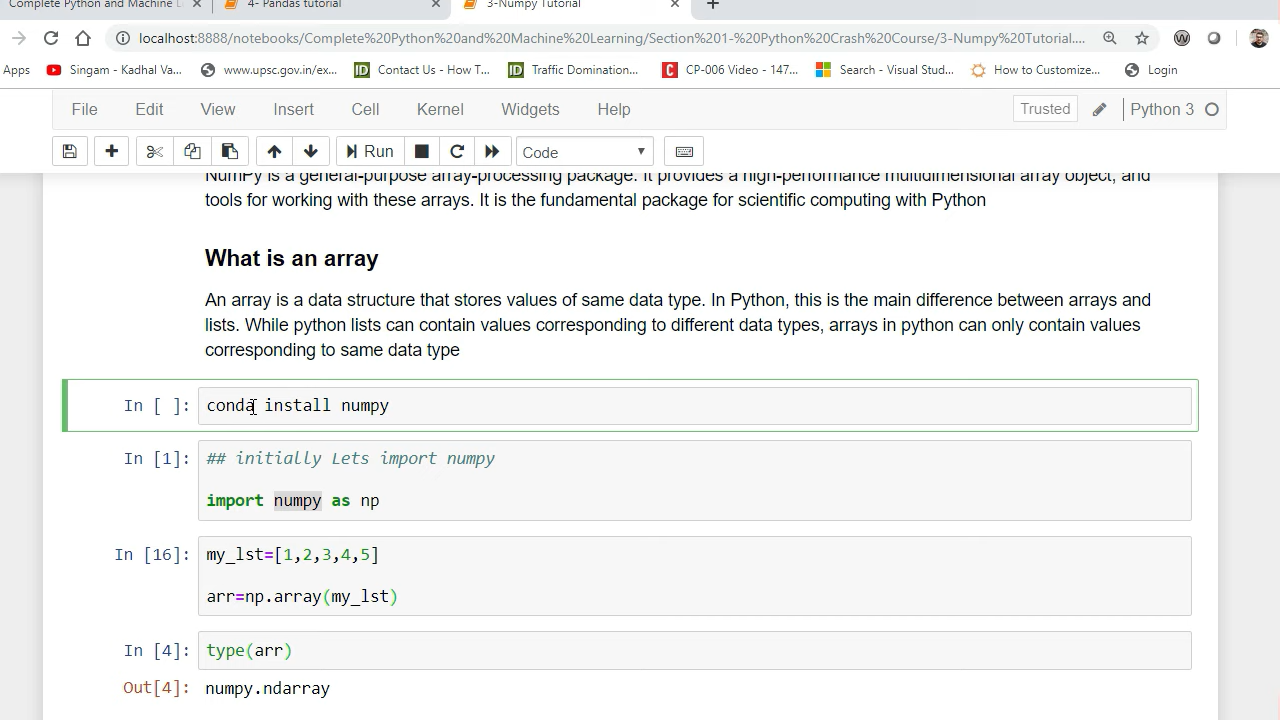 Complete Python and Machine L
4- Pandas tutorial
3-Numpy Tutorial
localhost:8888/notebooks/Complete%20Python%20and%20Machine%20Learning/Section%201-%20Python%20Crash%20Course/3-Numpy%20Tutorial....
Apps
Singam - Kadhal Va...
www.upsc.gov.in/ex...
Contact Us - How T...
Traffic Domination...
CP-006 Video - 147...
Search - Visual Stud...
How to Customize...
Login
File Edit View Insert Cell Kernel Widgets Help
Trusted
Python 3
Run
Code
NumPy is a general-purpose array-processing package. It provides a high-performance multidimensional array object, and
tools for working with these arrays. It is the fundamental package for scientific computing with Python
What is an array
An array is a data structure that stores values of same data type. In Python, this is the main difference between arrays and
lists. While python lists can contain values corresponding to different data types, arrays in python can only contain values
corresponding to same data type
In [ ]: conda install numpy
In [1]: ## initially Lets import numpy
import numpy as np
In [16]: my_lst=[1,2,3,4,5]
arr=np.array(my_lst)
In [4]: type(arr)
Out[4]: numpy.ndarray